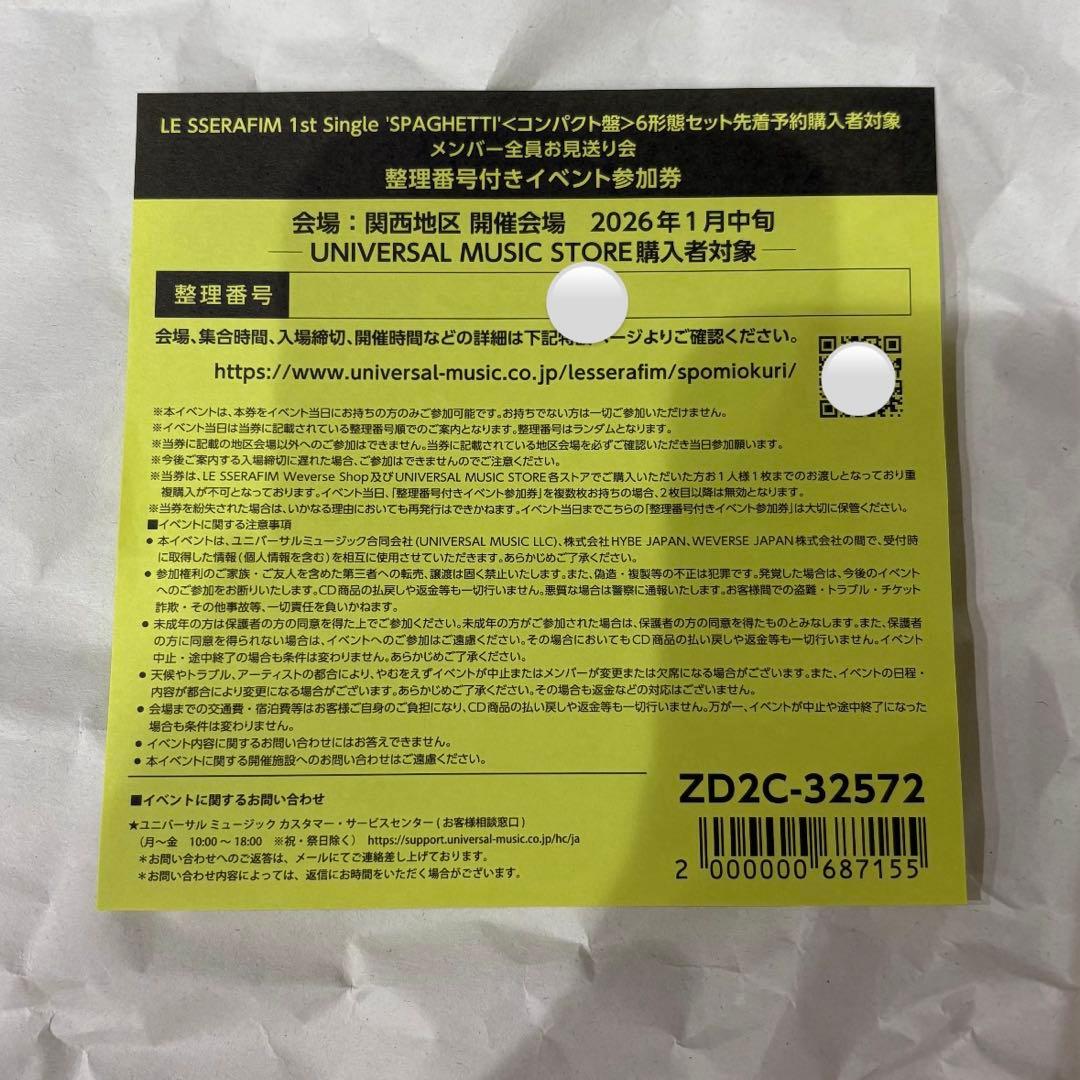 LE SSERAFIM 1st Single 'SPAGHETTI'<コンパクト盤>6形態セット先着予約購入者対象
メンバー全員お見送り会
整理番号付きイベント参加券
会場：関西地区 開催会場　2026年1月中旬
UNIVERSAL MUSIC STORE購入者対象
整理番号
会場、集合時間、入場締切、開催時間などの詳細は下記特設ページよりご確認ください。
https://www.universal-music.co.jp/lesserafim/spomiokuri/
※本イベントは、本券をイベント当日にお持ちの方のみご参加可能です。お持ちでない方は一切ご参加いただけません。
※イベント当日は当券に記載されている整理番号順でのご案内となります。整理番号はランダムとなります。
※当券に記載の地区会場以外へのご参加はできません。当券に記載されている地区会場を必ずご確認いただき当日参加願います。
※今後ご案内する入場締切に遅れた場合、ご参加はできませんのでご注意ください。
※当券は、LE SSERAFIM Weverse Shop及びUNIVERSAL MUSIC STORE各ストアでご購入いただいた方お1人様1枚までのお渡しとなっており重
複購入が不可となっております。イベント当日、「整理番号付きイベント参加券」を複数枚お持ちの場合、2枚目以降は無効となります。
※当券を紛失された場合は、いかなる理由においても再発行はできかねます。イベント当日までこちらの「整理番号付きイベント参加券」は大切に保管ください。
■イベントに関する注意事項
● 本イベントは、ユニバーサルミュージック合同会社(UNIVERSAL MUSIC LLC)、株式会社HYBE JAPAN、WEVERSE JAPAN株式会社の間で、受付時
に取得した情報(個人情報を含む)を相互に使用させていただきます。あらかじめご了承ください。
● 参加権利のご家族・ご友人を含めた第三者への転売、譲渡は固く禁止いたします。また、偽造・複製等の不正は犯罪です。発覚した場合は、今後のイベント
へのご参加をお断りいたします。CD商品の払戻しや返金等も一切行いません。悪質な場合は警察に通報いたします。お客様間での盗難・トラブル・チケット
詐欺・その他事故等、一切責任を負いかねます。
● 未成年の方は保護者の方の同意を得た上でご参加ください。未成年の方がご参加された場合は、保護者の方の同意を得たものとみなします。また、保護者
の方に同意を得られない場合は、イベントへのご参加はご遠慮ください。その場合においてもCD商品の払い戻しや返金等も一切行いません。イベント
中止・途中終了の場合も条件は変わりません。あらかじめご了承ください。
● 天候やトラブル、アーティストの都合により、やむをえずイベントが中止またはメンバーが変更または欠席になる場合がございます。また、イベントの日程・
内容が都合により変更になる場合がございます。あらかじめご了承ください。その場合も返金などの対応はございません。
● 会場までの交通費・宿泊費等はお客様ご自身のご負担になり、CD商品の払い戻しや返金等も一切行いません。万が一、イベントが中止や途中終了になった
場合も条件は変わりません。
● イベント内容に関するお問い合わせにはお答えできません。
● 本イベントに関する開催施設へのお問い合わせはご遠慮ください。
■イベントに関するお問い合わせ
★ユニバーサル ミュージック カスタマー・サービスセンター(お客様相談窓口)
(月〜金　10:00〜18:00　※祝・祭日除く)　https://support.universal-music.co.jp/hc/ja
＊お問い合わせへのご返答は、メールにてご連絡差し上げております。
＊お問い合わせ内容によっては、返信にお時間をいただく場合がございます。
ZD2C-32572
2 000000 687155